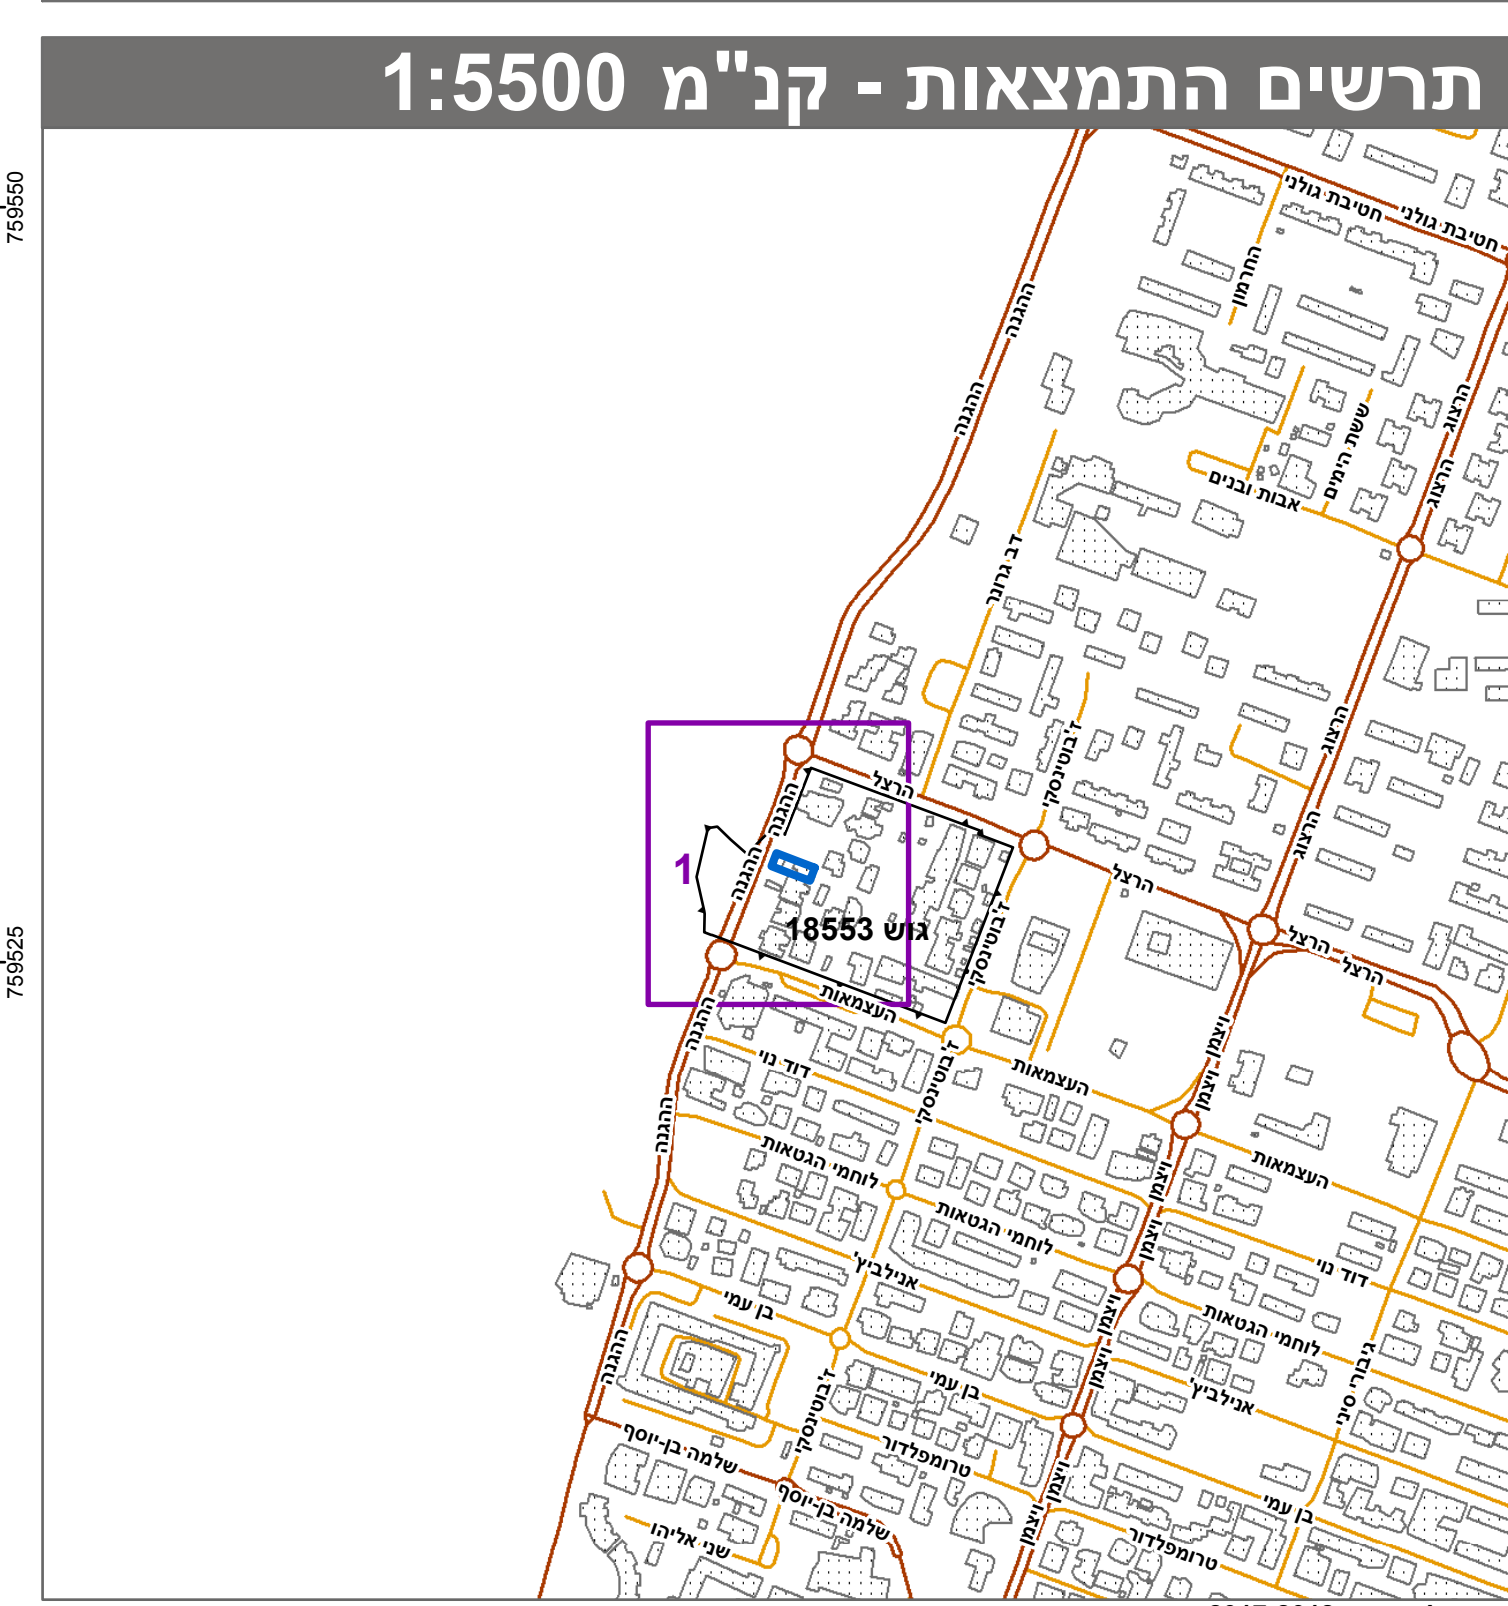 תרשים התמצאות - קנ"מ 1:5500
759550
חטיבת גולני
חטיבת גולני
החרמון
ההגנה
ההגנה
הרצוג
ששת הימים
הרצוג
אבות ובנים
דב גרונר
הרצוג
ז'בוטינסקי
הרצל
ההגנה
הרצוג
ההגנה
1
הרצל
גוש 18553
ז'בוטינסקי
759525
הרצל
הרצל
העצמאות
ההגנה
ויצמן
דוד נוי
העצמאות
ויצמן
ז'בוטינסקי
ההגנה
לוחמי הגטאות
העצמאות
ויצמן
לוחמי הגטאות
ויצמן
אנילביץ'
דוד נוי
בן עמי
ויצמן
לוחמי הגטאות
ההגנה
ויצמן
גיבורי סיני
בן עמי
אנילביץ'
ז'בוטינסקי
שלמה בן-יוסף
טרומפלדור
ויצמן
שלמה בן-יוסף
בן עמי
ויצמן
שני אליהו
טרומפלדור